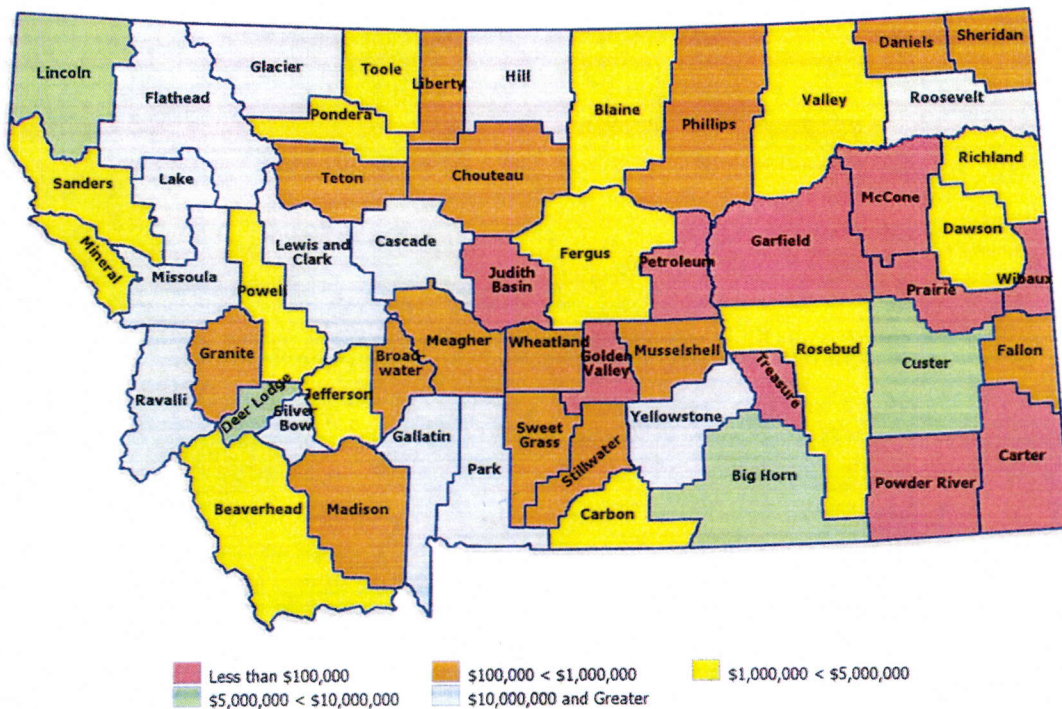 Lincoln
Flathead
Glacier
Toole
Liberty
Hill
Blaine
Phillips
Valley
Daniels
Sheridan
Roosevelt
Pondera
Sanders
Lake
Teton
Chouteau
Richland
McCone
Dawson
Mineral
Missoula
Powell
Lewis and
Clark
Cascade
Judith
Basin
Fergus
Petroleum
Garfield
Prairie
Wibaux
Granite
Ravalli
Deer Lodge
Silver
Bow
Jefferson
Broad
water
Meagher
Wheatland
Golden
Valley
Musselshell
Treasure
Rosebud
Custer
Fallon
Gallatin
Park
Sweet
Grass
Stillwater
Yellowstone
Big Horn
Powder River
Carter
Beaverhead
Madison
Carbon
Less than $100,000
$100,000 < $1,000,000
$1,000,000 < $5,000,000
$5,000,000 < $10,000,000
$10,000,000 and Greater